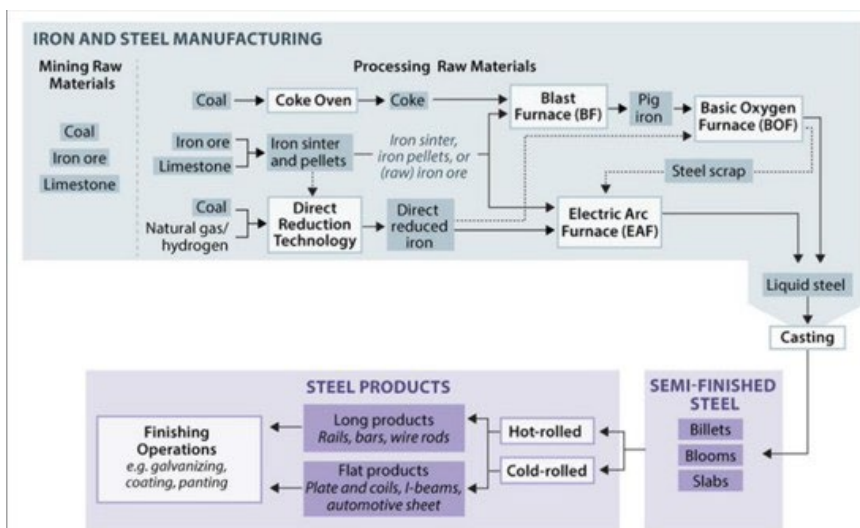 IRON AND STEEL MANUFACTURING
Mining Raw
Materials
Coal
Iron ore
Limestone
Processing Raw Materials
Coal
Coke Oven
Coke
Blast
Furnace (BF)
Pig
iron
Basic Oxygen
Furnace (BOF)
Iron ore
Limestone
Iron sinter
and pellets
Iron sinter,
iron pellets, or
(raw) iron ore
Steel scrap
Coal
Natural gas/
hydrogen
Direct
Reduction
Technology
Direct
reduced
iron
Electric Arc
Furnace (EAF)
Liquid steel
Casting
STEEL PRODUCTS
Finishing
Operations
e.g. galvanizing,
coating, panting
Long products
Rails, bars, wire rods
Flat products
Plate and coils, I-beams,
automotive sheet
Hot-rolled
Cold-rolled
SEMI-FINISHED
STEEL
Billets
Blooms
Slabs